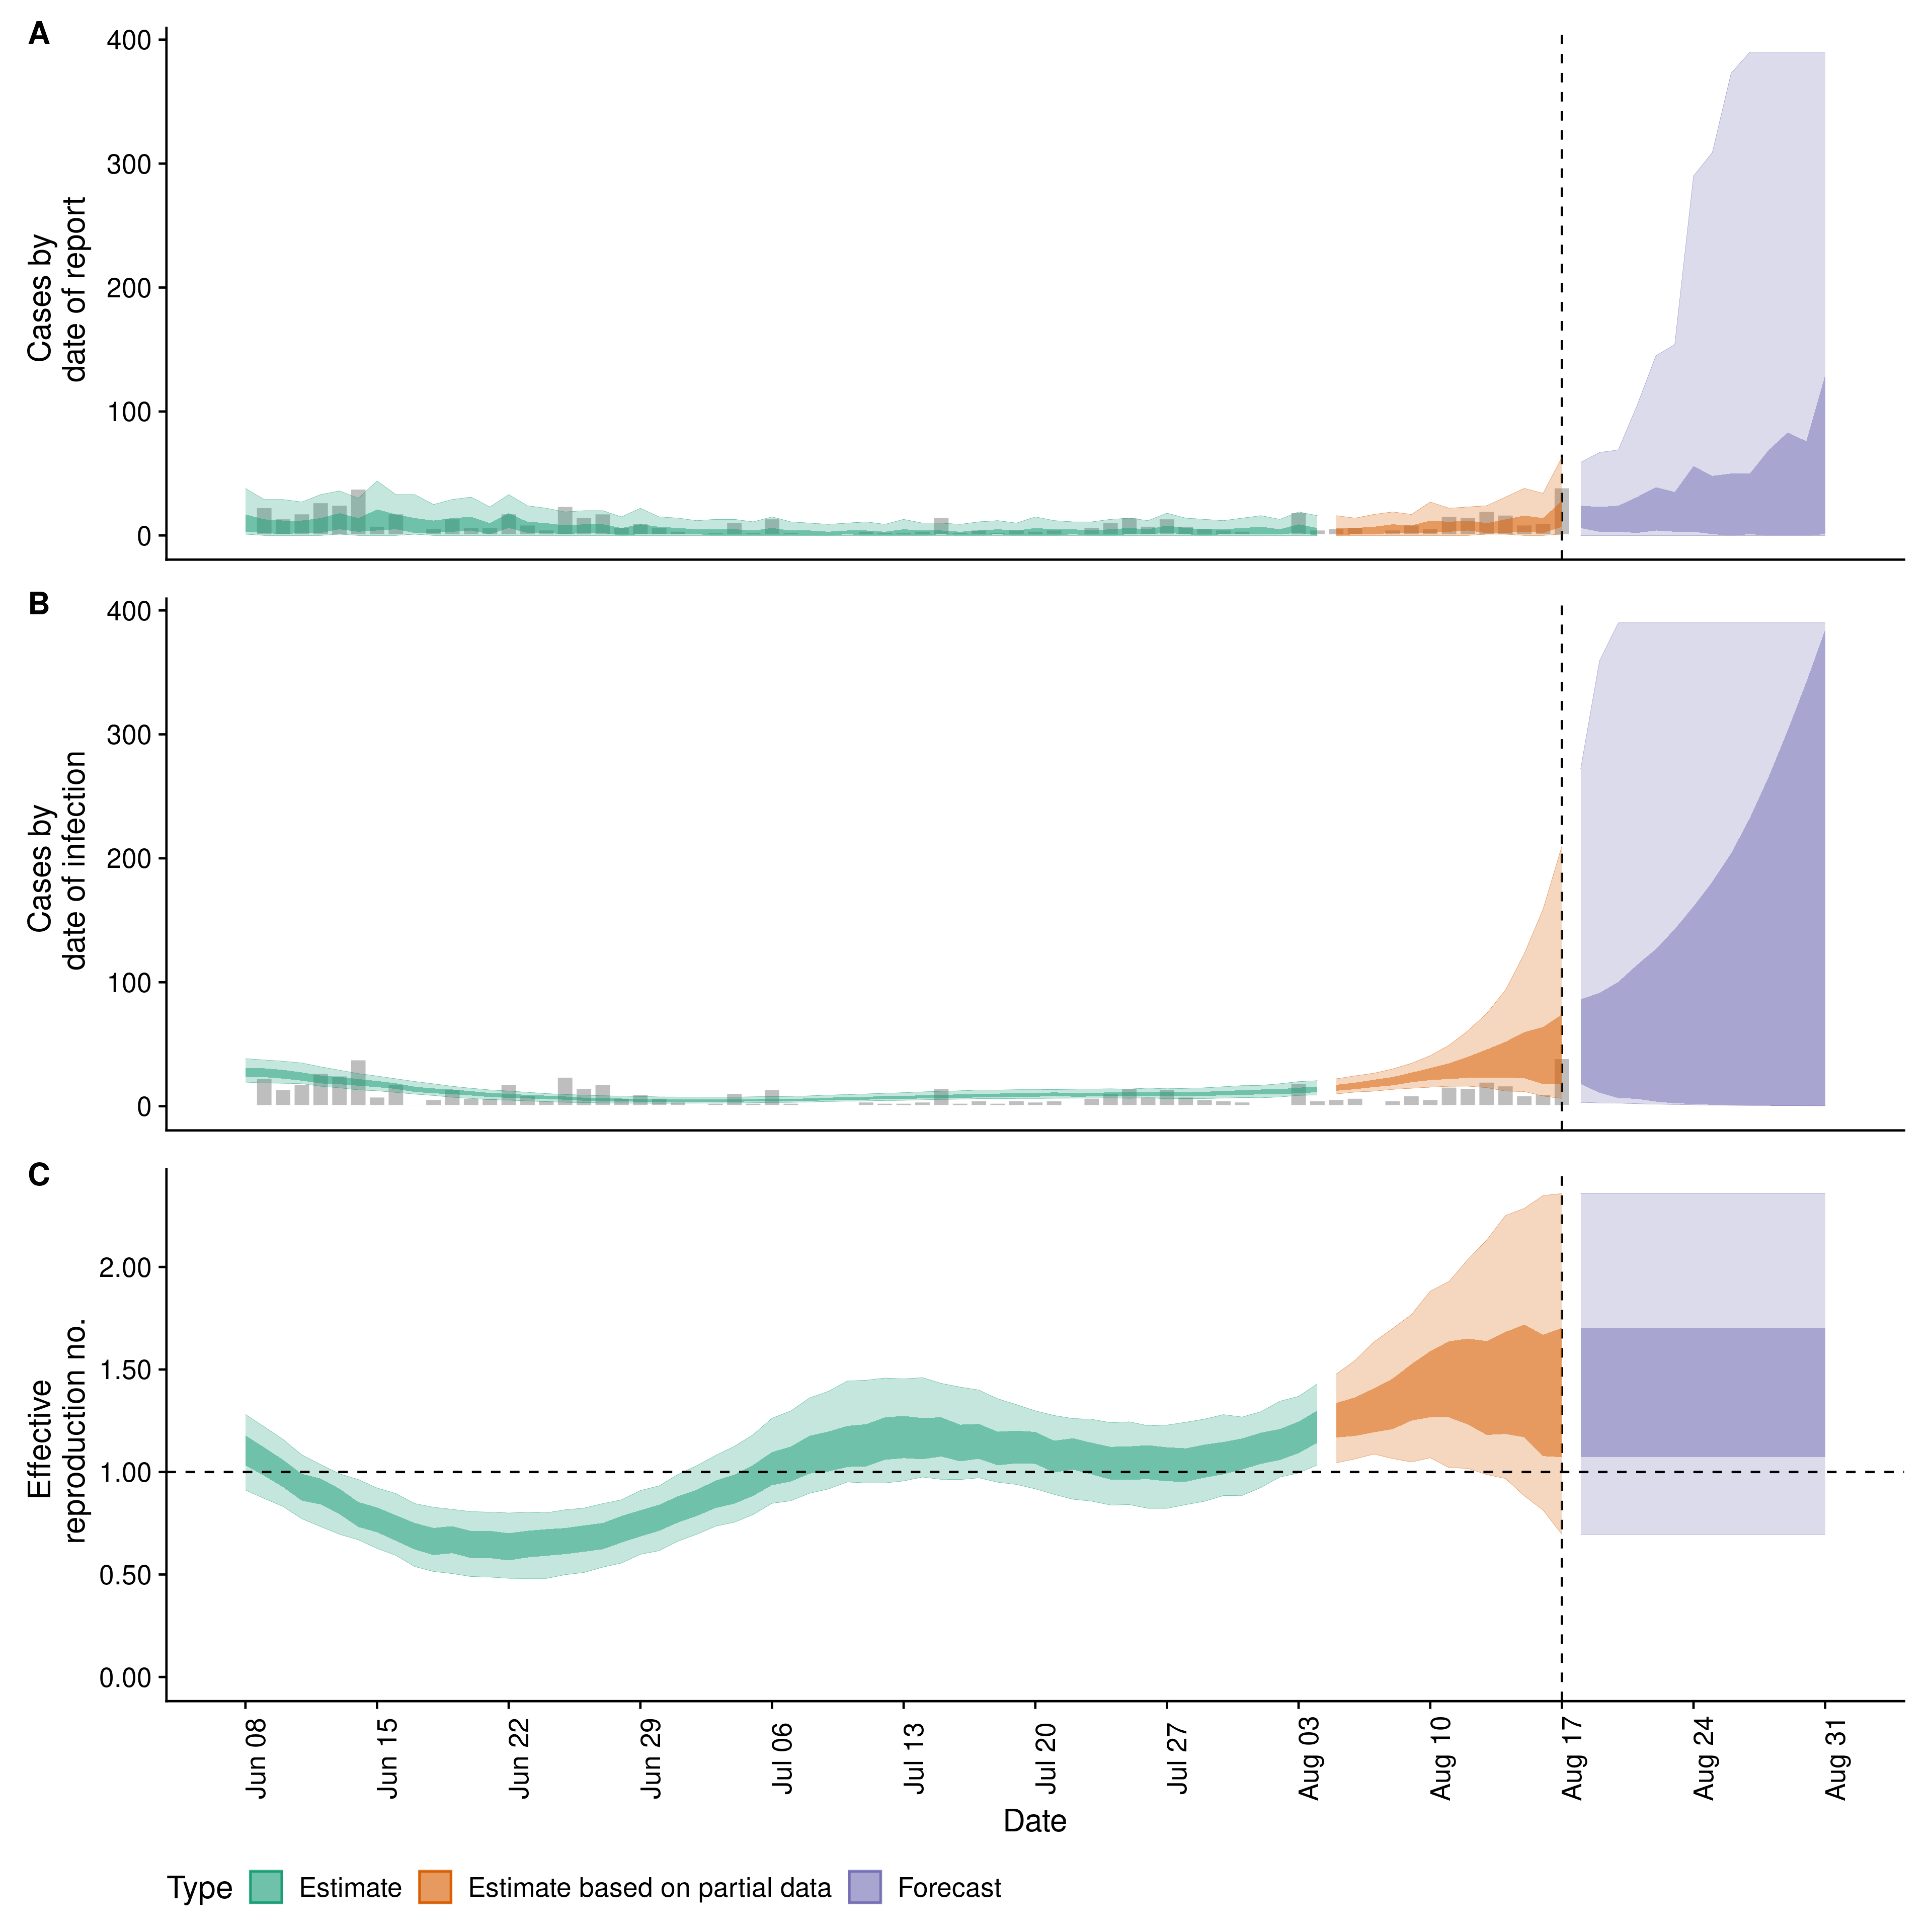 A
400
300
200
100
0
Cases by
date of report
B
400
300
200
100
0
Cases by
date of infection
C
2.00
1.50
1.00
0.50
0.00
Effective
reproduction no.
Jun 08
Jun 15
Jun 22
Jun 29
Jul 06
Jul 13
Jul 20
Jul 27
Aug 03
Aug 10
Aug 17
Aug 24
Aug 31
Date
Type Estimate Estimate based on partial data Forecast